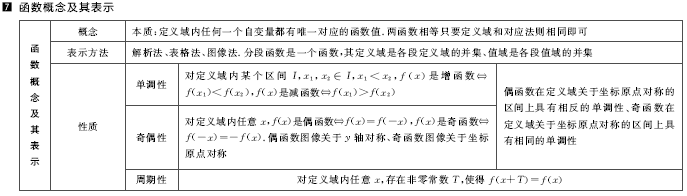 7 函数概念及其表示
函数概念及其表示
概念
本质:定义域内任何一个自变量都有唯一对应的函数值.两函数相等只要定义域和对应法则相同即可
表示方法
解析法、表格法、图像法.分段函数是一个函数,其定义域是各段定义域的并集、值域是各段值域的并集
性质
单调性
对定义域内某个区间 I,x₁,x₂∈I,x₁<x₂,f(x)是增函数⇔
f(x₁)<f(x₂),f(x)是减函数⇔f(x₁)>f(x₂)
奇偶性
对定义域内任意 x,f(x)是偶函数⇔f(x)=f(-x),f(x)是奇函数⇔
f(-x)=-f(x).偶函数图像关于 y 轴对称、奇函数图像关于坐标
原点对称
偶函数在定义域关于坐标原点对称的
区间上具有相反的单调性、奇函数在
定义域关于坐标原点对称的区间上具
有相同的单调性
周期性
对定义域内任意 x,存在非零常数 T,使得 f(x+T)=f(x)